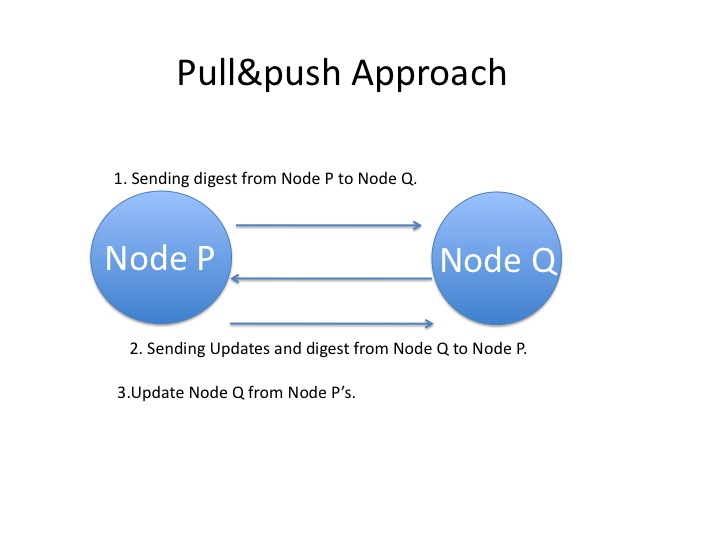 Pull&push Approach
1. Sending digest from Node P to Node Q.
Node P
Node Q
2. Sending Updates and digest from Node Q to Node P.
3.Update Node Q from Node P’s.